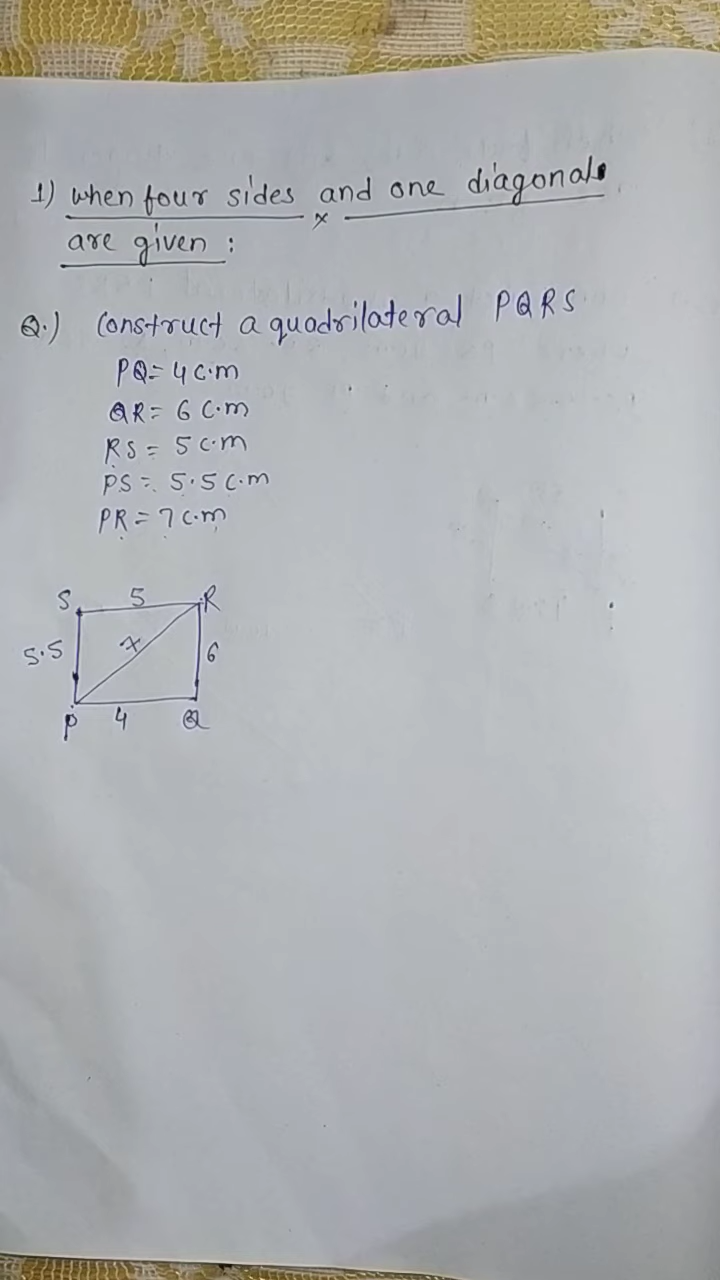 1) when four sides and one diagonal
are given :
Q.) Construct a quadrilateral PQRS
PQ= 4 c.m
QR= 6 c.m
RS = 5 c.m
PS = 5.5 c.m
PR = 7 c.m
S 5 R
5.5 7 6
P 4 Q